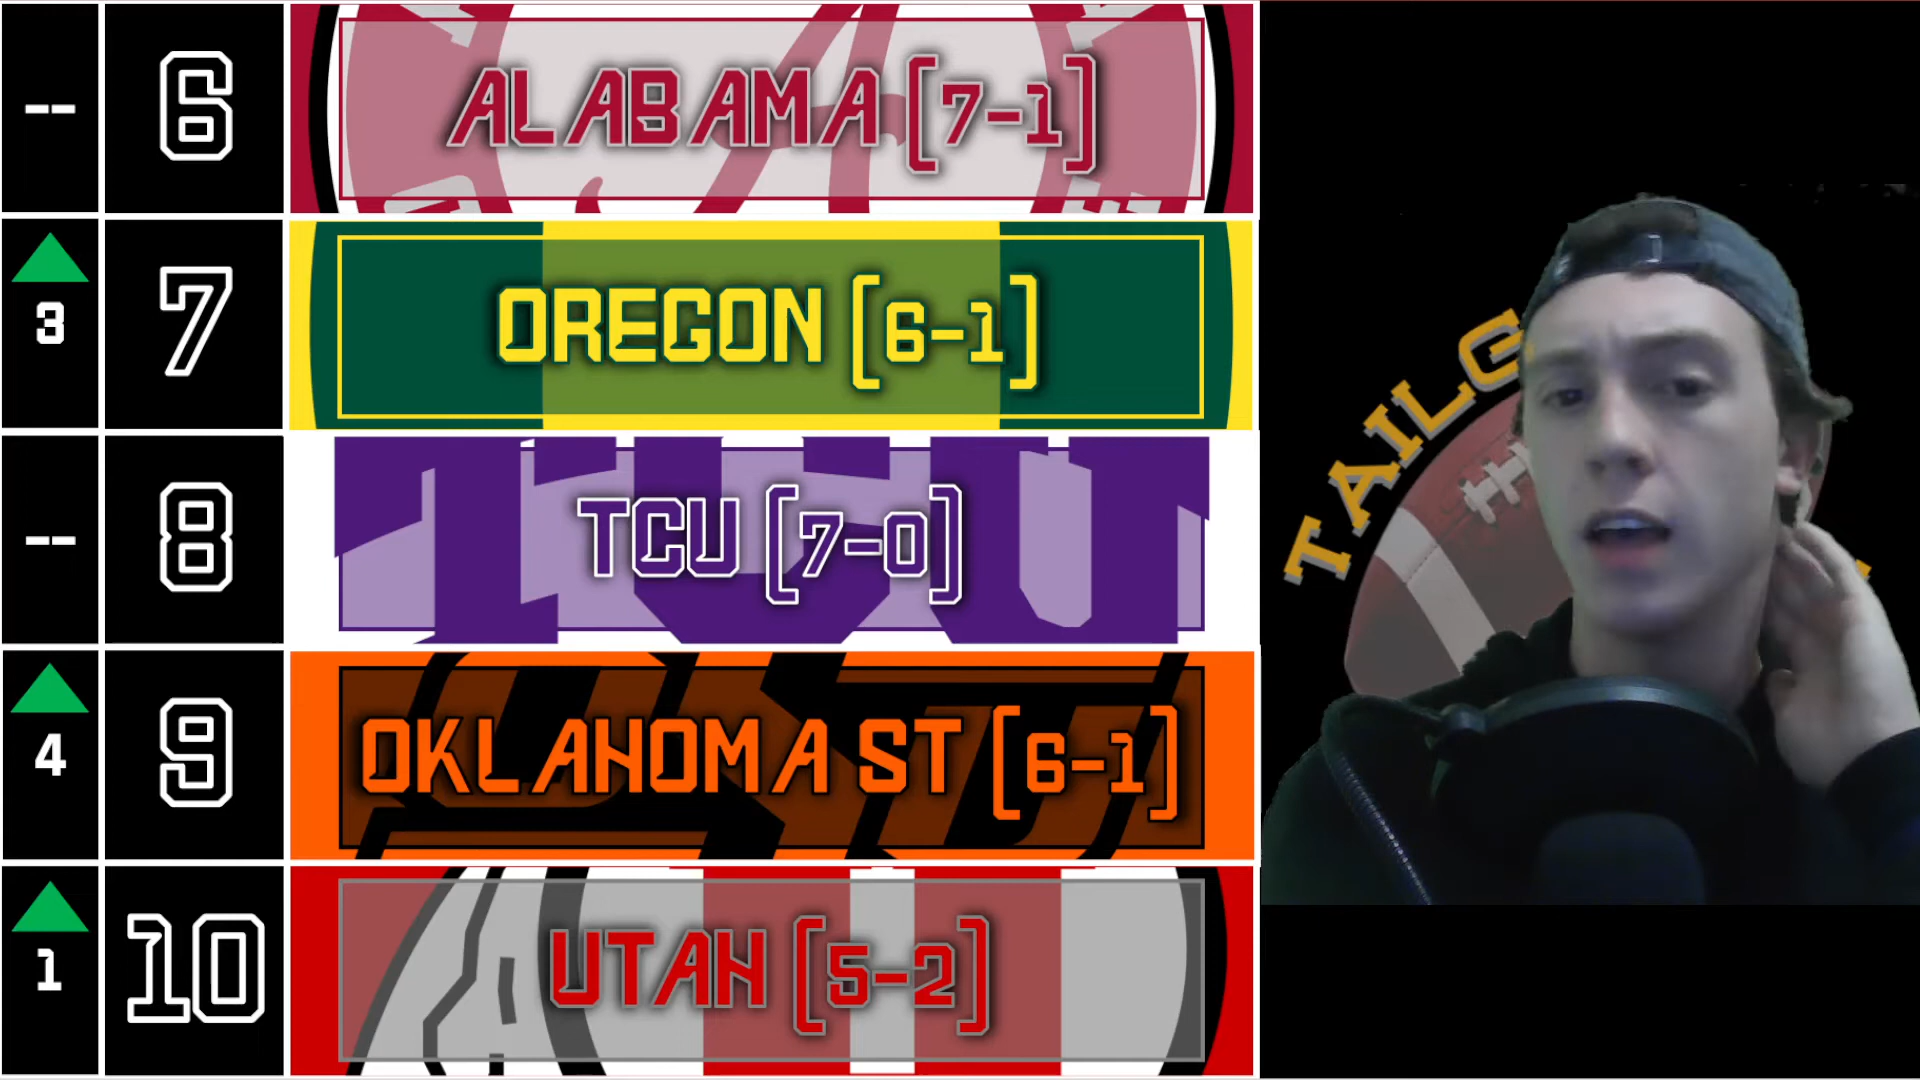 -- 6 ALABAMA [7-1]
3 7 OREGON [6-1]
-- 8 TCU [7-0]
4 9 OKLAHOMA ST [6-1]
1 10 UTAH [5-2]
TAILG